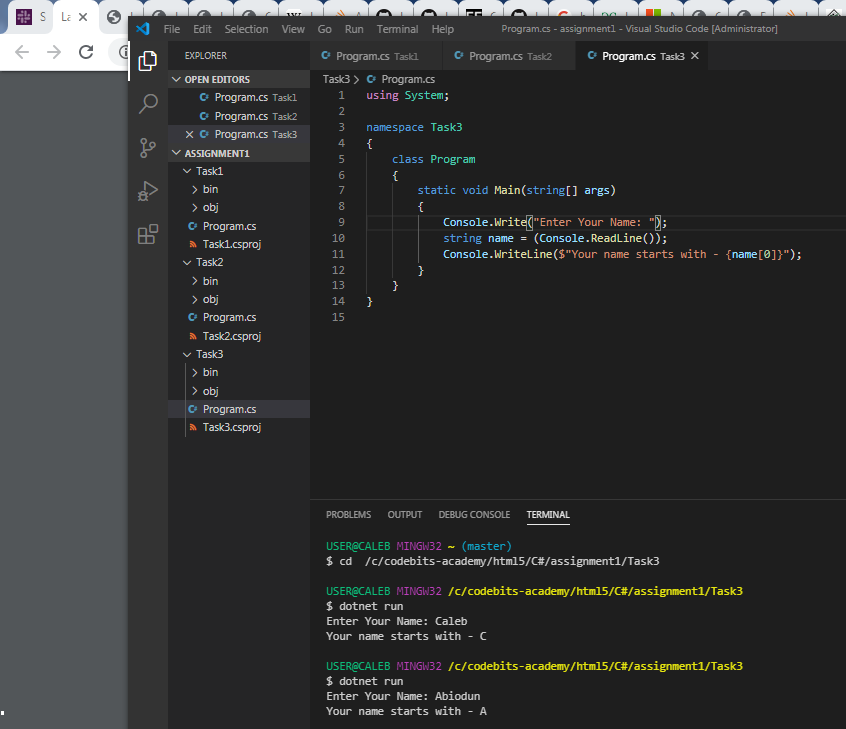 File Edit Selection View Go Run Terminal Help Program.cs - assignment1 - Visual Studio Code [Administrator]
EXPLORER
OPEN EDITORS
Program.cs Task1
Program.cs Task2
Program.cs Task3
ASSIGNMENT1
Task1
bin
obj
Program.cs
Task1.csproj
Task2
bin
obj
Program.cs
Task2.csproj
Task3
bin
obj
Program.cs
Task3.csproj
Program.cs Task1 Program.cs Task2 Program.cs Task3
Task3 > Program.cs
1 using System;
2
3 namespace Task3
4 {
5 class Program
6 {
7 static void Main(string[] args)
8 {
9 Console.Write("Enter Your Name: ");
10 string name = (Console.ReadLine());
11 Console.WriteLine($"Your name starts with - {name[0]}");
12 }
13 }
14 }
15
PROBLEMS OUTPUT DEBUG CONSOLE TERMINAL
USER@CALEB MINGW32 ~ (master)
$ cd /c/codebits-academy/html5/C#/assignment1/Task3
USER@CALEB MINGW32 /c/codebits-academy/html5/C#/assignment1/Task3
$ dotnet run
Enter Your Name: Caleb
Your name starts with - C
USER@CALEB MINGW32 /c/codebits-academy/html5/C#/assignment1/Task3
$ dotnet run
Enter Your Name: Abiodun
Your name starts with - A